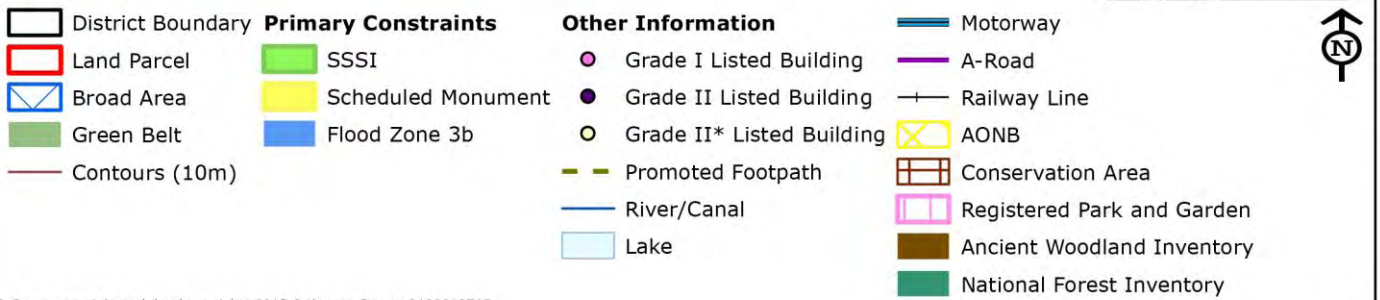 District Boundary
Land Parcel
Broad Area
Green Belt
Contours (10m)
Primary Constraints
SSSI
Scheduled Monument
Flood Zone 3b
Other Information
Grade I Listed Building
Grade II Listed Building
Grade II* Listed Building
Promoted Footpath
River/Canal
Lake
Motorway
A-Road
Railway Line
AONB
Conservation Area
Registered Park and Garden
Ancient Woodland Inventory
National Forest Inventory
N